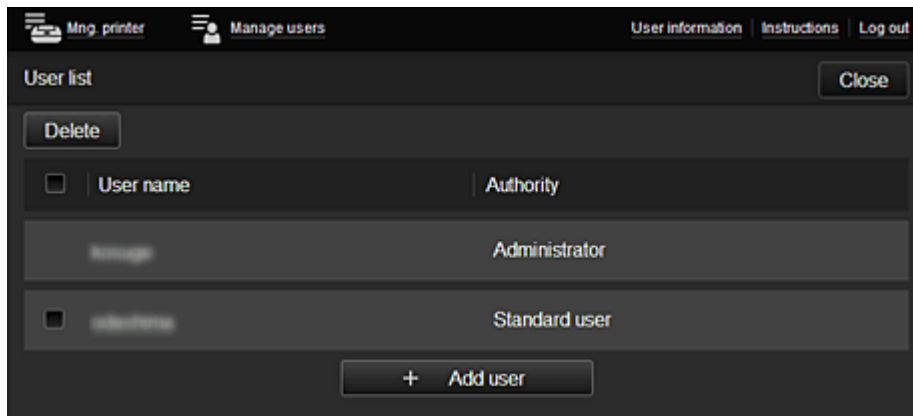 Mng. printer Manage users User information Instructions Log out
User list Close
Delete
User name Authority
Administrator
Standard user
+ Add user